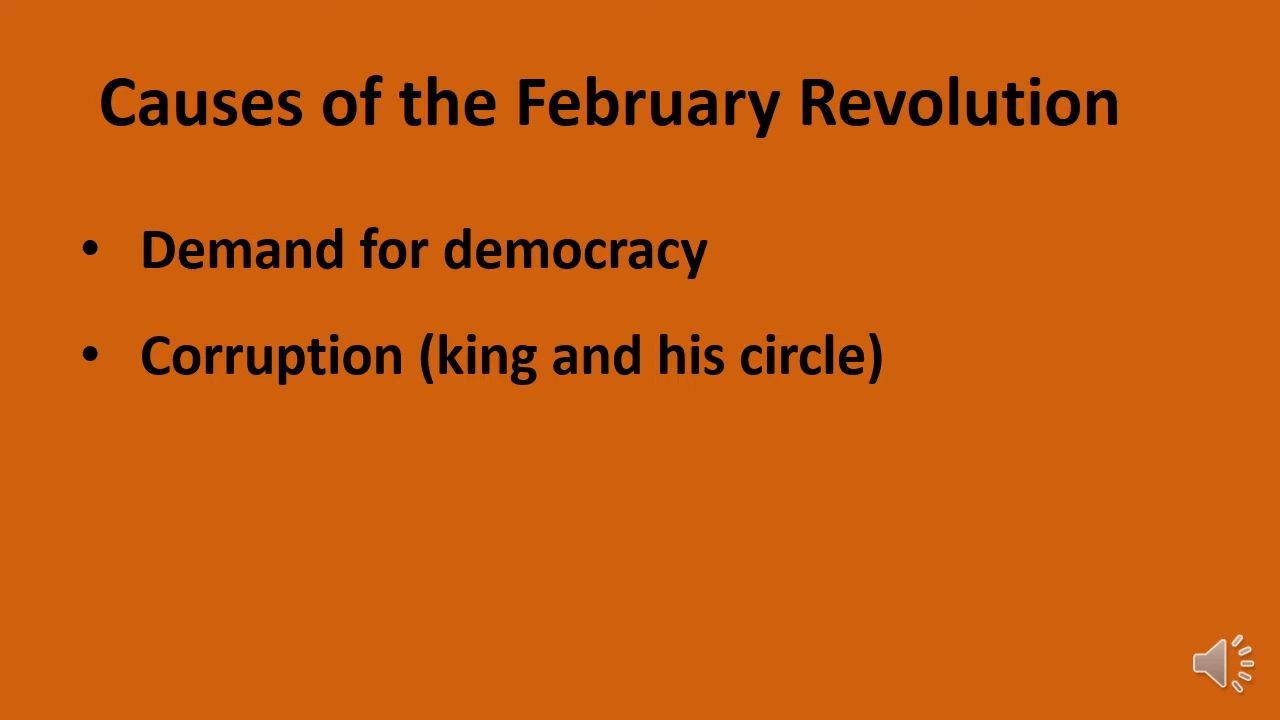 Causes of the February Revolution
• Demand for democracy
• Corruption (king and his circle)